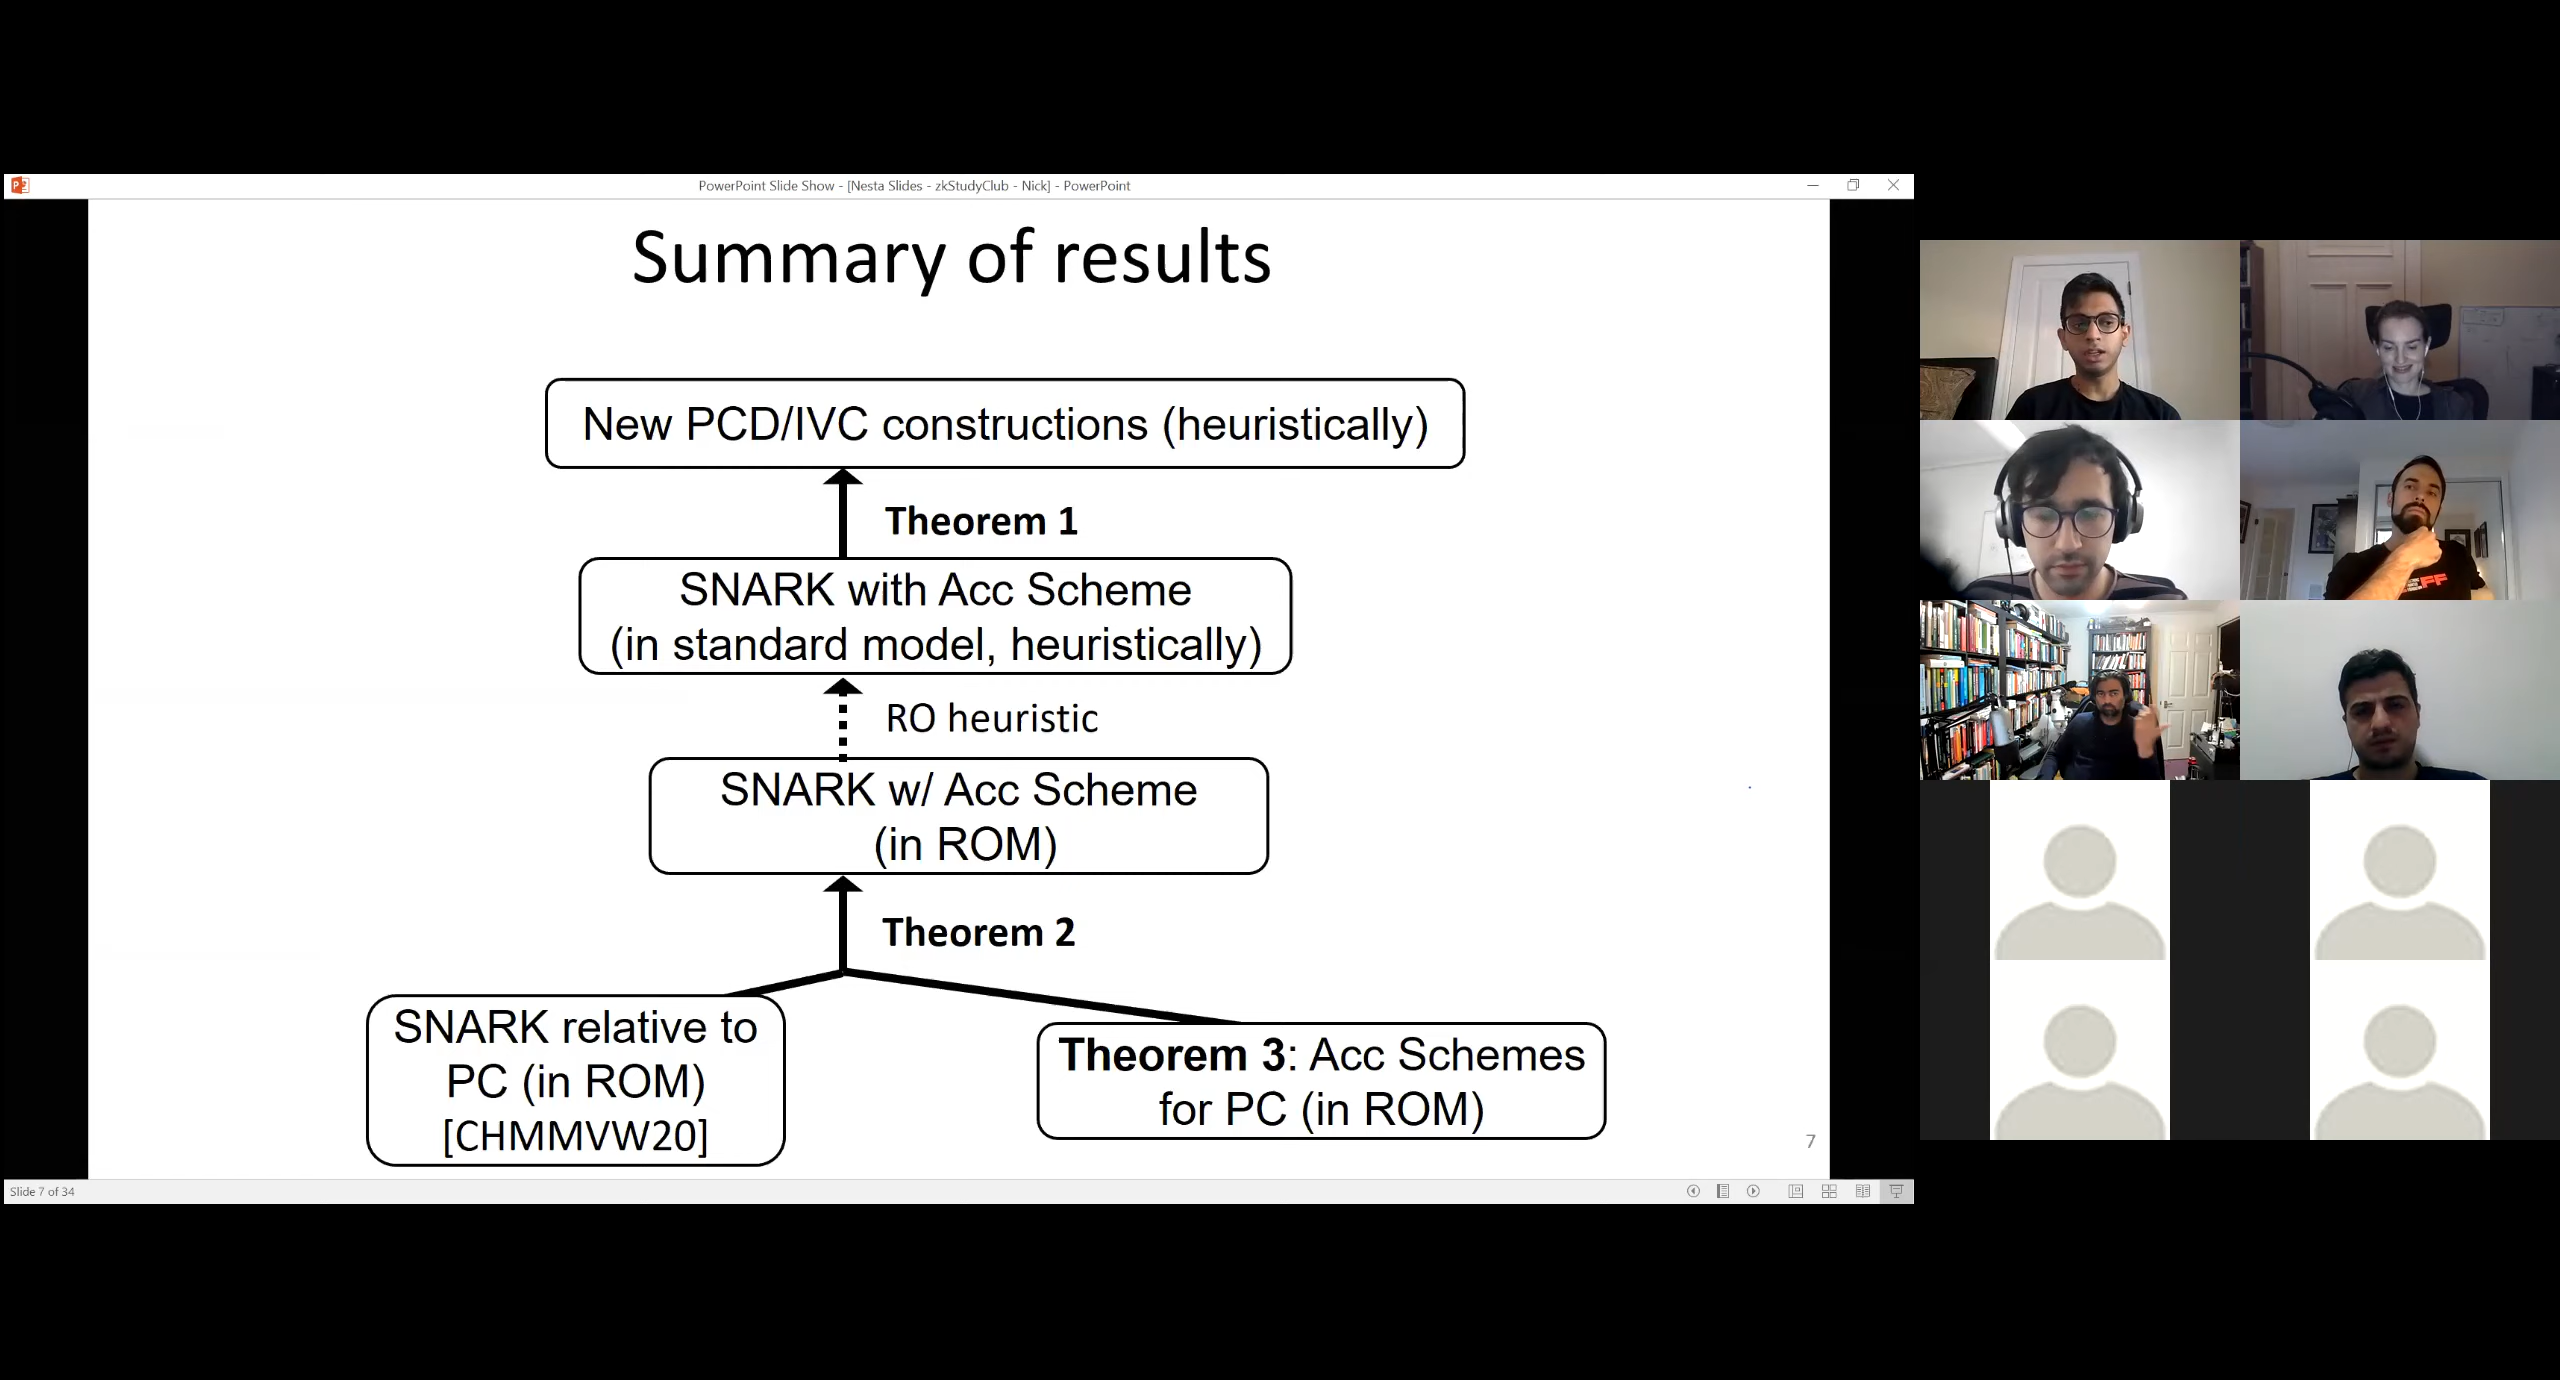 PowerPoint Slide Show - [Nesta Slides - zkStudyClub - Nick] - PowerPoint
Summary of results
New PCD/IVC constructions (heuristically)
Theorem 1
SNARK with Acc Scheme
(in standard model, heuristically)
RO heuristic
SNARK w/ Acc Scheme
(in ROM)
Theorem 2
SNARK relative to
PC (in ROM)
[CHMMVW20]
Theorem 3: Acc Schemes
for PC (in ROM)
7
Slide 7 of 34